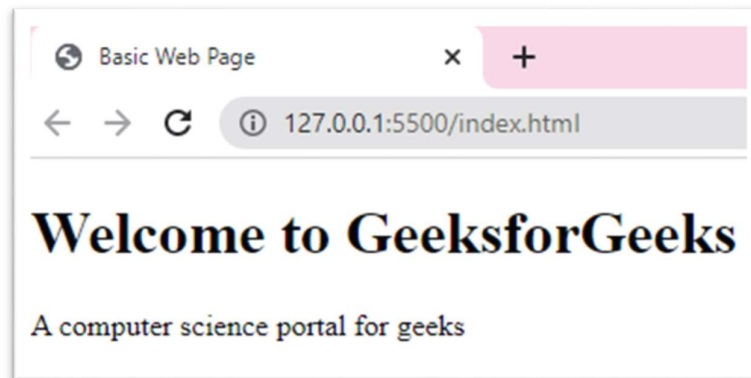 Basic Web Page
127.0.0.1:5500/index.html
Welcome to GeeksforGeeks
A computer science portal for geeks